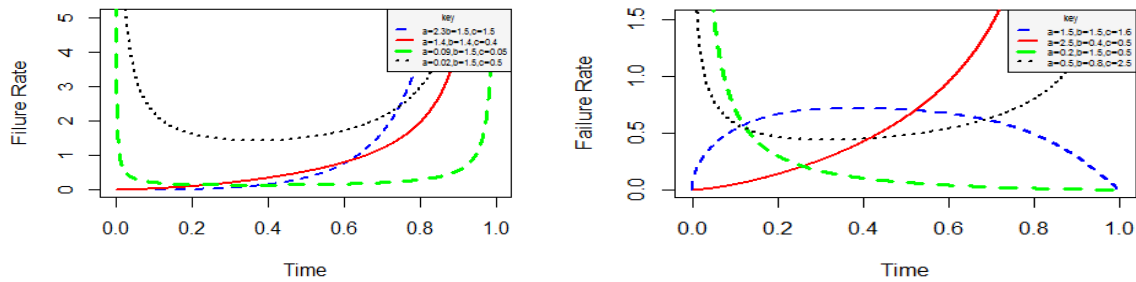 key
a=2.3b=1.5,c=1.5
a=1.4,b=1.4,c=0.4
a=0.09,b=1.5,c=0.05
a=0.02,b=1.5,c=0.5
Filure Rate
5
4
3
2
1
0
0.0 0.2 0.4 0.6 0.8 1.0
Time
key
a=1.5,b=1.5,c=1.6
a=2.5,b=0.4,c=0.5
a=0.2,b=1.5,c=0.5
a=0.5,b=0.8,c=2.5
Failure Rate
1.5
1.0
0.5
0.0
0.0 0.2 0.4 0.6 0.8 1.0
Time